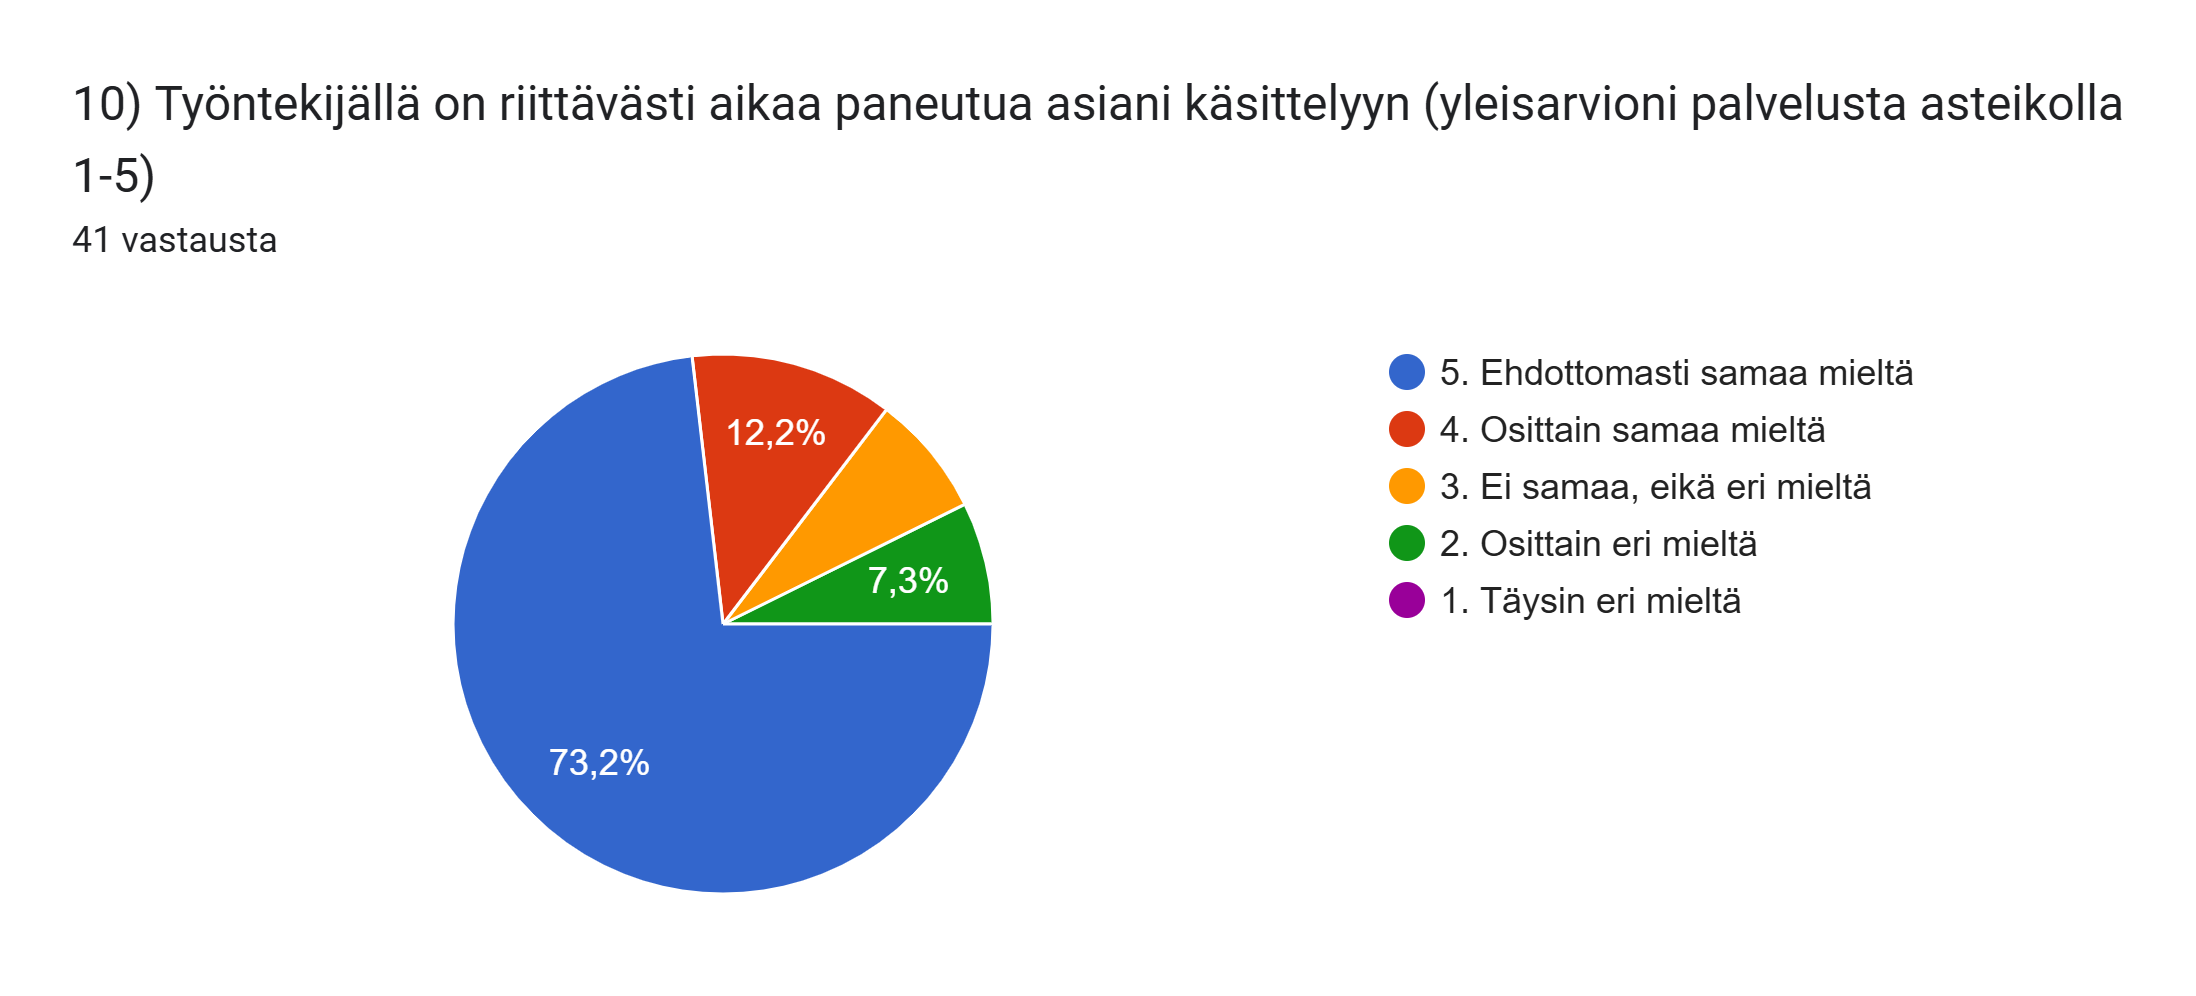 10) Työntekijällä on riittävästi aikaa paneutua asiani käsittelyyn (yleisarvioni palvelusta asteikolla
1-5)
41 vastausta
12,2%
7,3%
73,2%
5. Ehdottomasti samaa mieltä
4. Osittain samaa mieltä
3. Ei samaa, eikä eri mieltä
2. Osittain eri mieltä
1. Täysin eri mieltä